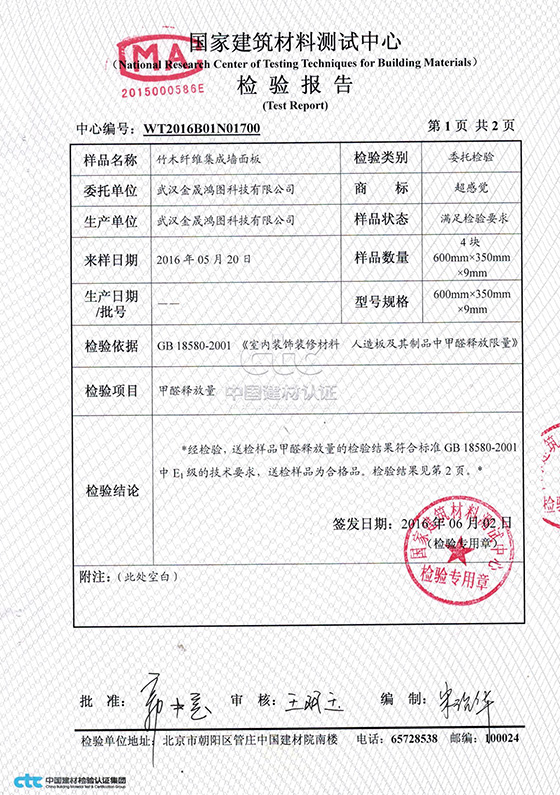 国家建筑材料测试中心
MA
(National Research Center of Testing Techniques for Building Materials)
2015000586E
检验报告
(Test Report)
中心编号: WT2016B01N01700 第 1 页 共 2 页
样品名称 竹木纤维集成墙面板 检验类别 委托检验
委托单位 武汉金晟鸿图科技有限公司 商 标 超感觉
生产单位 武汉金晟鸿图科技有限公司 样品状态 满足检验要求
来样日期 2016 年 05 月 20 日 样品数量 4 块
600mm×350mm
×9mm
生产日期
/批号 —— 型号规格 600mm×350mm
×9mm
检验依据 GB 18580-2001 《室内装饰装修材料 人造板及其制品中甲醛释放限量》
ctc
中国建材认证
检验项目 甲醛释放量
检验结论 *经检验,送检样品甲醛释放量的检验结果符合标准 GB 18580-2001
中 E1 级的技术要求,送检样品为合格品。检验结果见第 2 页。*
签发日期: 2016 年 06 月 02 日
(检验专用章)
国家建筑材料测试中心
检验专用章
检验
附注: (此处空白)
批 准: 审 核: 编 制:
检验单位地址: 北京市朝阳区管庄中国建材院南楼 电话: 65728538 邮编: 100024
ctc 中国建材检验认证集团
China Building Material Test & Certification Group